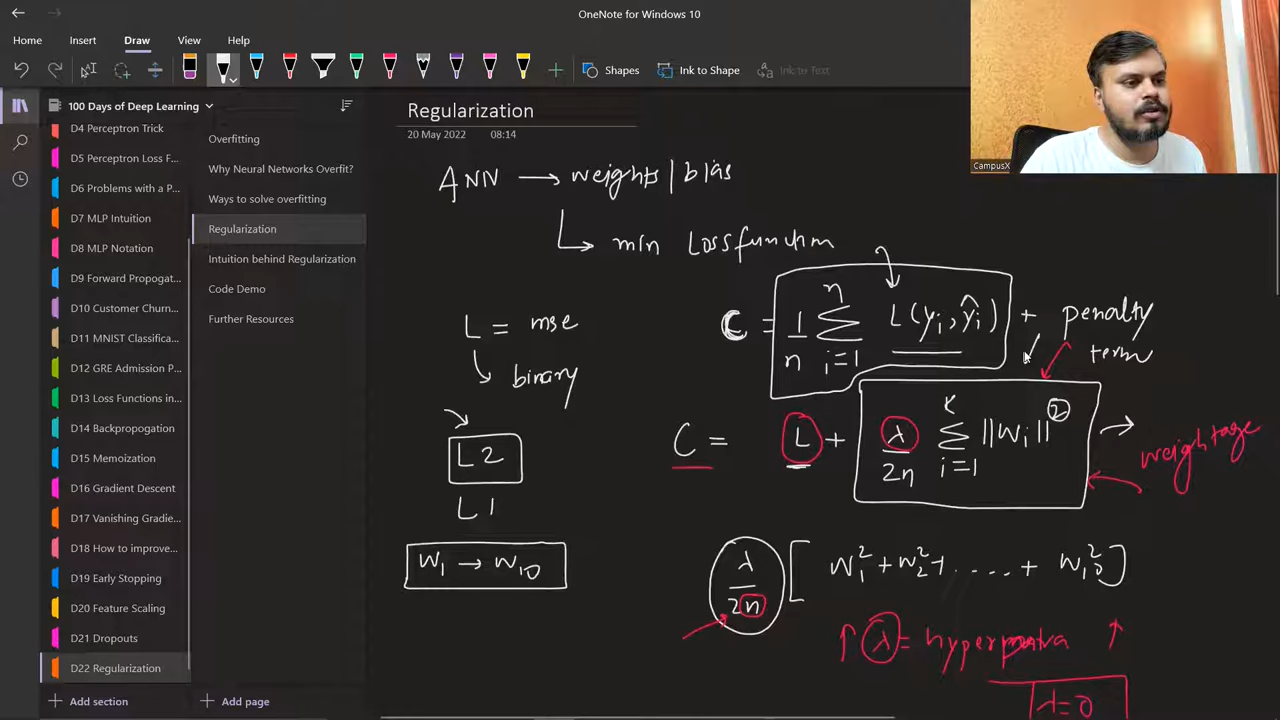 OneNote for Windows 10
Home Insert Draw View Help
Shapes Ink to Shape Ink to Text
100 Days of Deep Learning
D4 Perceptron Trick
D5 Perceptron Loss F...
D6 Problems with a P...
D7 MLP Intuition
D8 MLP Notation
D9 Forward Propogat...
D10 Customer Churn...
D11 MNIST Classifica...
D12 GRE Admission P...
D13 Loss Functions in...
D14 Backpropogation
D15 Memoization
D16 Gradient Descent
D17 Vanishing Gradie...
D18 How to improve...
D19 Early Stopping
D20 Feature Scaling
D21 Dropouts
D22 Regularization
Add section
Overfitting
Why Neural Networks Overfit?
Ways to solve overfitting
Regularization
Intuition behind Regularization
Code Demo
Further Resources
Add page
Regularization
20 May 2022 08:14
CampusX
ANN → weights | bias
→ min Loss function
L = mse
binary
C = 1/n Σ i=1 n L(yi, ŷi) + penalty term
C = L + λ/2n Σ i=1 k ||Wi||² → weightage
L2
L1
W1 → W10
λ/2n [ W1² + W2² + ..... + W10² ]
↑ λ = ↑
λ=0